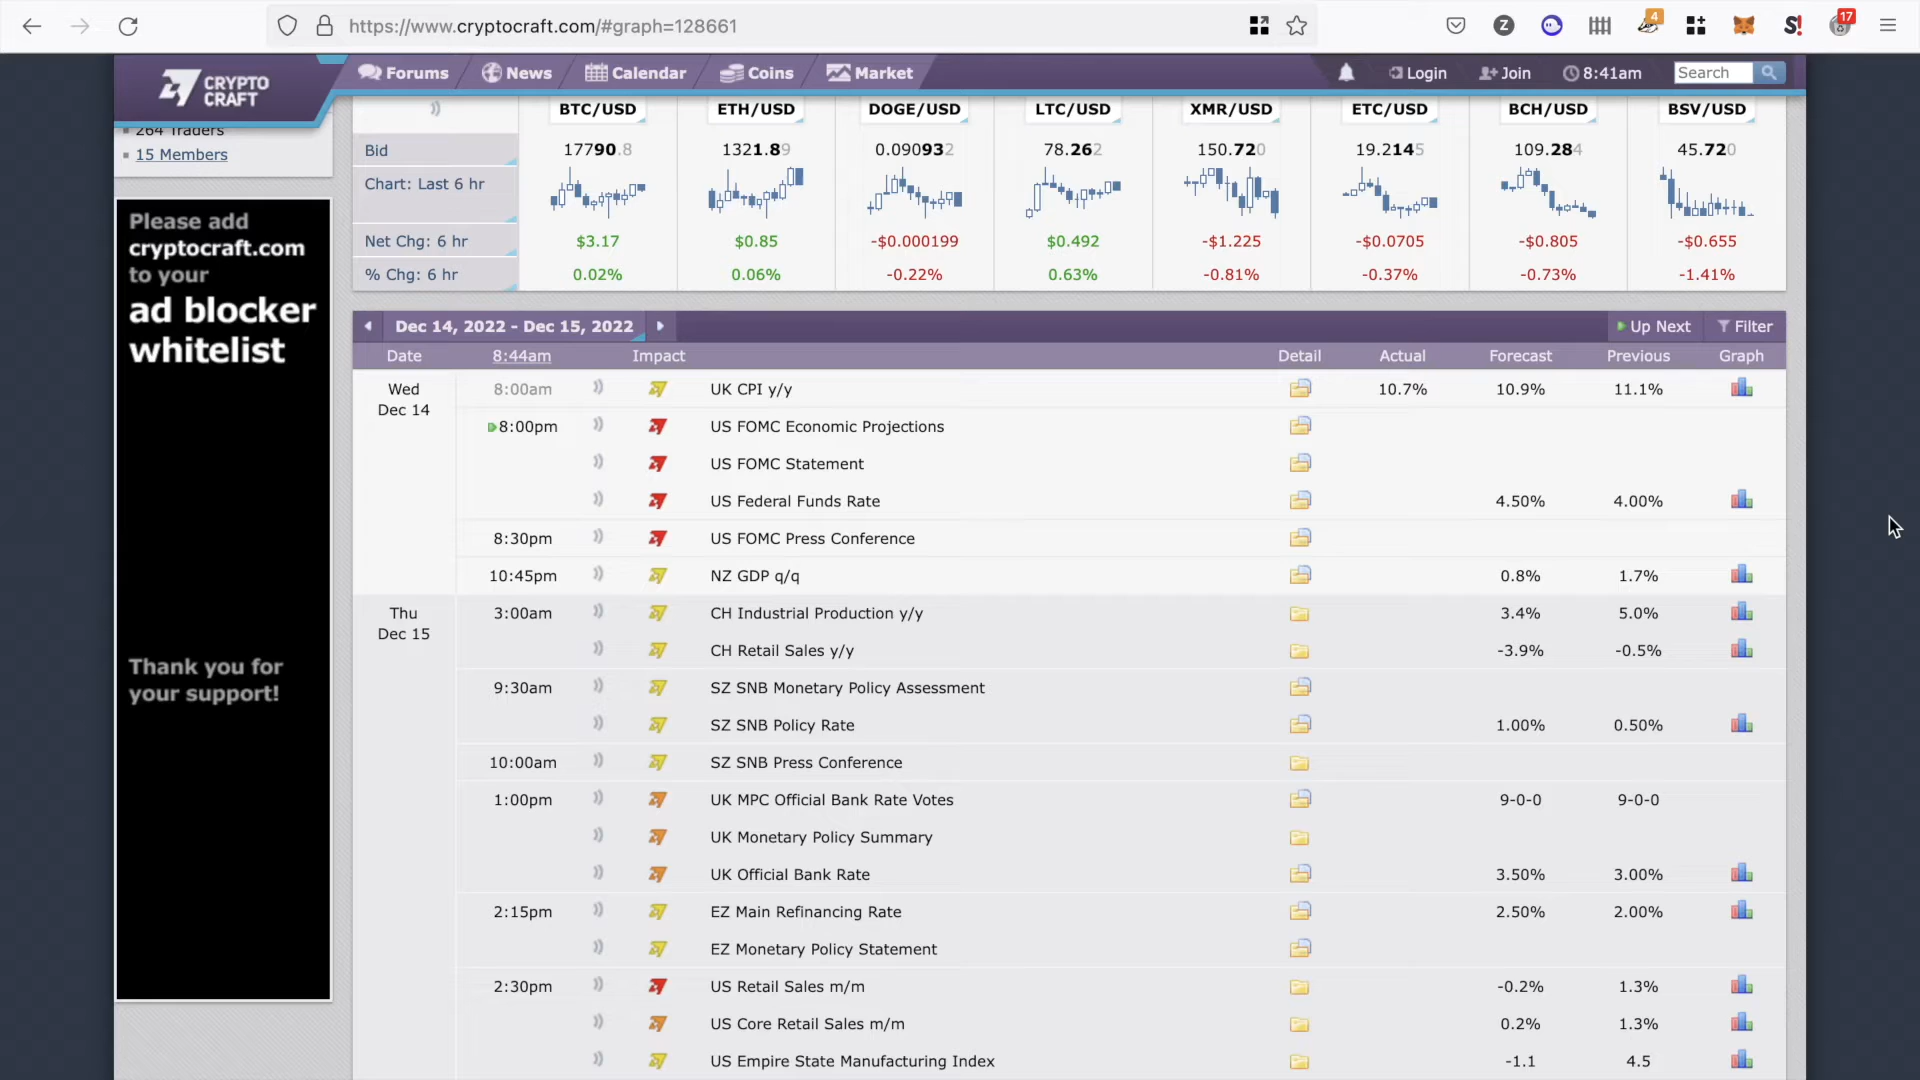 https://www.cryptocraft.com/#graph=128661
4
17
CRYPTO
CRAFT
Forums
News
Calendar
Coins
Market
Login
Join
8:41am
Search
264 Traders
15 Members
Please add
cryptocraft.com
to your
ad blocker
whitelist
Thank you for
your support!
BTC/USD ETH/USD DOGE/USD LTC/USD XMR/USD ETC/USD BCH/USD BSV/USD
Bid 17790.8 1321.89 0.090932 78.262 150.720 19.2145 109.284 45.720
Chart: Last 6 hr
Net Chg: 6 hr $3.17 $0.85 -$0.000199 $0.492 -$1.225 -$0.0705 -$0.805 -$0.655
% Chg: 6 hr 0.02% 0.06% -0.22% 0.63% -0.81% -0.37% -0.73% -1.41%
Dec 14, 2022 - Dec 15, 2022 Up Next Filter
Date 8:44am Impact Detail Actual Forecast Previous Graph
Wed
Dec 14
8:00am UK CPI y/y 10.7% 10.9% 11.1%
8:00pm US FOMC Economic Projections
US FOMC Statement
US Federal Funds Rate 4.50% 4.00%
8:30pm US FOMC Press Conference
10:45pm NZ GDP q/q 0.8% 1.7%
Thu
Dec 15
3:00am CH Industrial Production y/y 3.4% 5.0%
CH Retail Sales y/y -3.9% -0.5%
9:30am SZ SNB Monetary Policy Assessment
SZ SNB Policy Rate 1.00% 0.50%
10:00am SZ SNB Press Conference
1:00pm UK MPC Official Bank Rate Votes 9-0-0 9-0-0
UK Monetary Policy Summary
UK Official Bank Rate 3.50% 3.00%
2:15pm EZ Main Refinancing Rate 2.50% 2.00%
EZ Monetary Policy Statement
2:30pm US Retail Sales m/m -0.2% 1.3%
US Core Retail Sales m/m 0.2% 1.3%
US Empire State Manufacturing Index -1.1 4.5